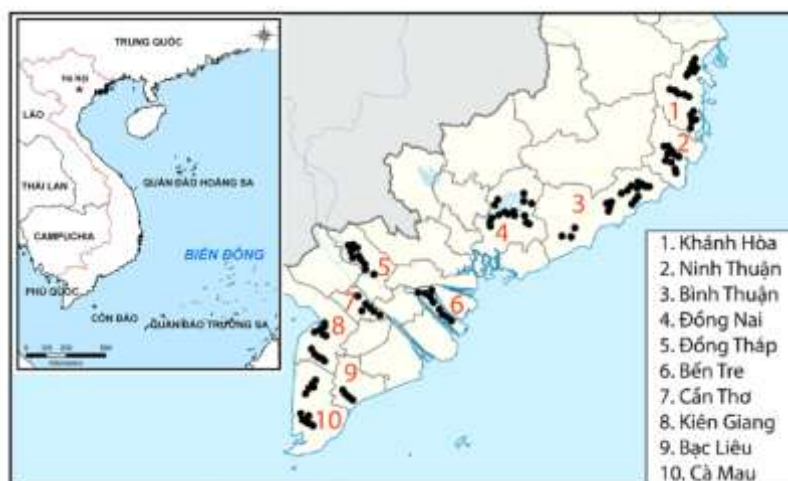 TRUNG QUỐC
Hà Nội
LÀO
THÁI LAN
QUẦN ĐẢO HOÀNG SA
CAMPUCHIA
BIỂN ĐÔNG
PHÚ QUỐC
CÔN ĐẢO
QUẦN ĐẢO TRƯỜNG SA
1
2
3
4
5
6
7
8
9
10
1. Khánh Hòa
2. Ninh Thuận
3. Bình Thuận
4. Đồng Nai
5. Đồng Tháp
6. Bến Tre
7. Cần Thơ
8. Kiên Giang
9. Bạc Liêu
10. Cà Mau